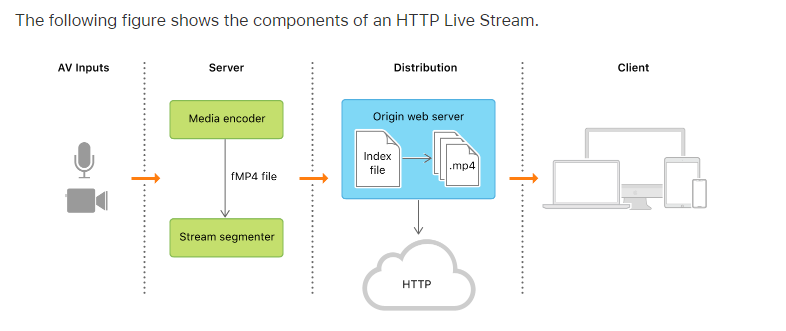 The following figure shows the components of an HTTP Live Stream.
AV Inputs
Server
Distribution
Client
Media encoder
fMP4 file
Stream segmenter
Origin web server
Index
file
.mp4
HTTP